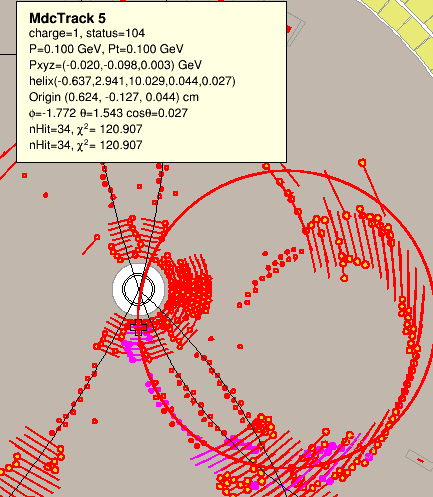 MdcTrack 5
charge=1, status=104
P=0.100 GeV, Pt=0.100 GeV
Pxyz=(-0.020,-0.098,0.003) GeV
helix(-0.637,2.941,10.029,0.044,0.027)
Origin (0.624, -0.127, 0.044) cm
ϕ=-1.772 θ=1.543 cosθ=0.027
nHit=34, χ²= 120.907
nHit=34, χ²= 120.907